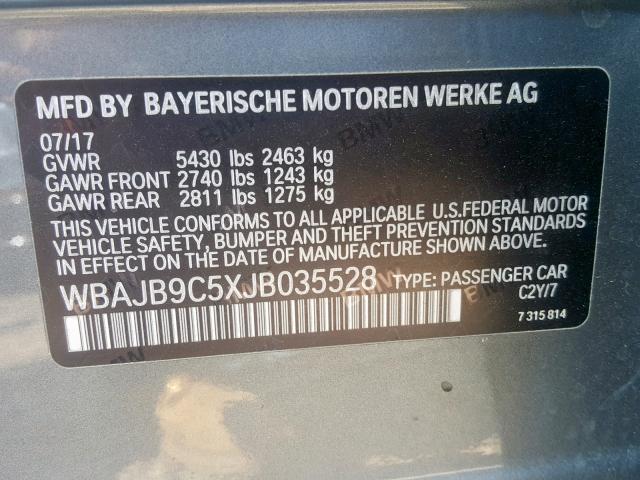 MFD BY BAYERISCHE MOTOREN WERKE AG
07/17
GVWR 5430 lbs 2463 kg
GAWR FRONT 2740 lbs 1243 kg
GAWR REAR 2811 lbs 1275 kg
THIS VEHICLE CONFORMS TO ALL APPLICABLE U.S.FEDERAL MOTOR
VEHICLE SAFETY, BUMPER AND THEFT PREVENTION STANDARDS
IN EFFECT ON THE DATE OF MANUFACTURE SHOWN ABOVE.
WBAJB9C5XJB035528 TYPE: PASSENGER CAR
C2Y/7
7 315 814